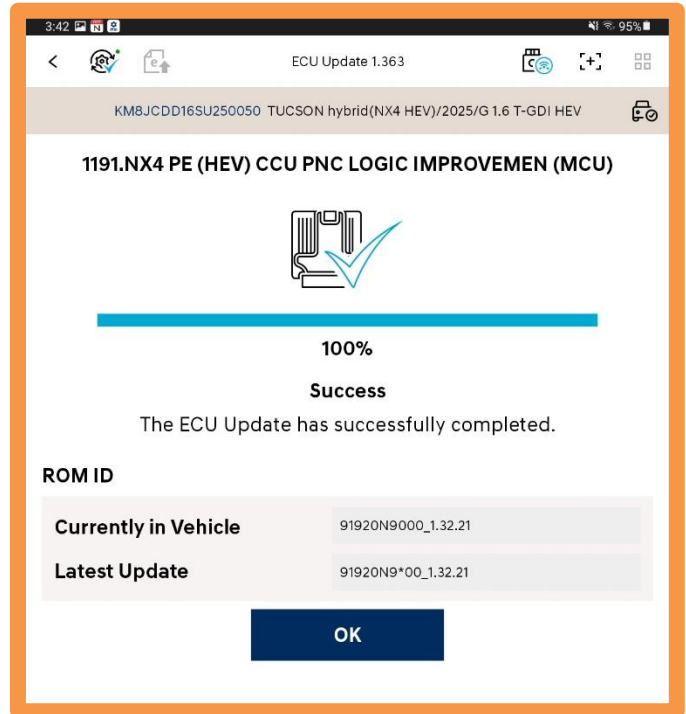 3:42 95%
ECU Update 1.363
KM8JCDD16SU250050 TUCSON hybrid(NX4 HEV)/2025/G 1.6 T-GDI HEV
1191.NX4 PE (HEV) CCU PNC LOGIC IMPROVEMEN (MCU)
100%
Success
The ECU Update has successfully completed.
ROM ID
Currently in Vehicle 91920N9000_1.32.21
Latest Update 91920N9*00_1.32.21
OK